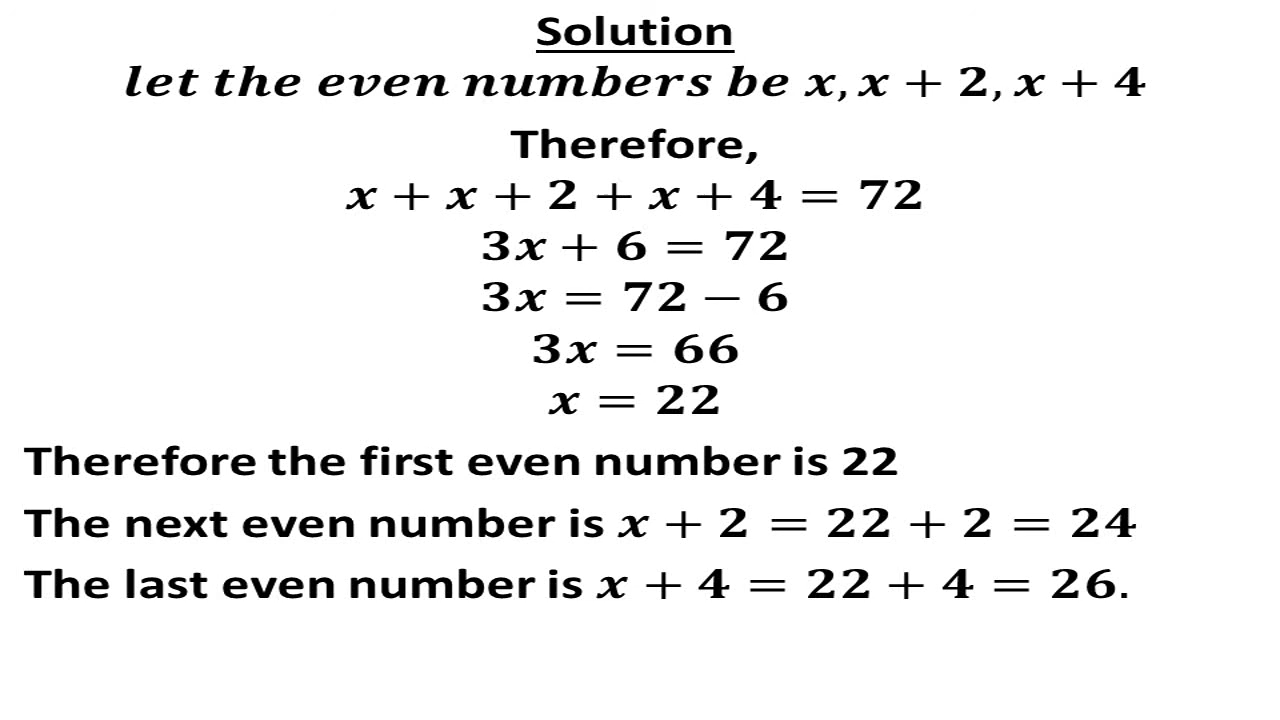 Solution
let the even numbers be x, x + 2, x + 4
Therefore,
x + x + 2 + x + 4 = 72
3x + 6 = 72
3x = 72 − 6
3x = 66
x = 22
Therefore the first even number is 22
The next even number is x + 2 = 22 + 2 = 24
The last even number is x + 4 = 22 + 4 = 26.